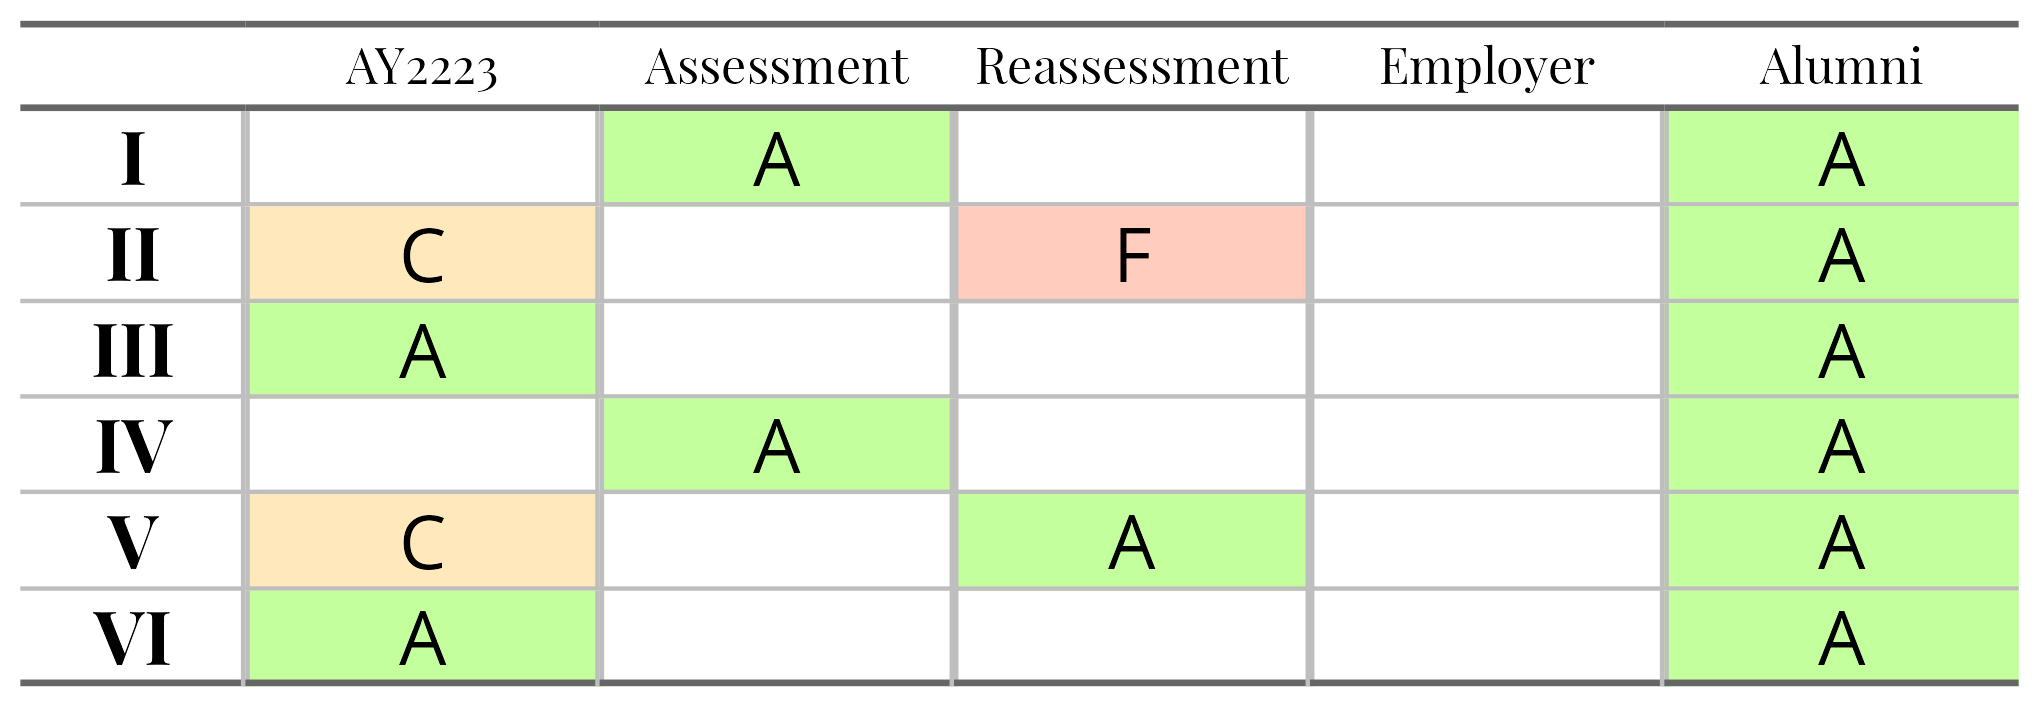 AY2223 Assessment Reassessment Employer Alumni
I A A
II C F A
III A A
IV A A
V C A A
VI A A